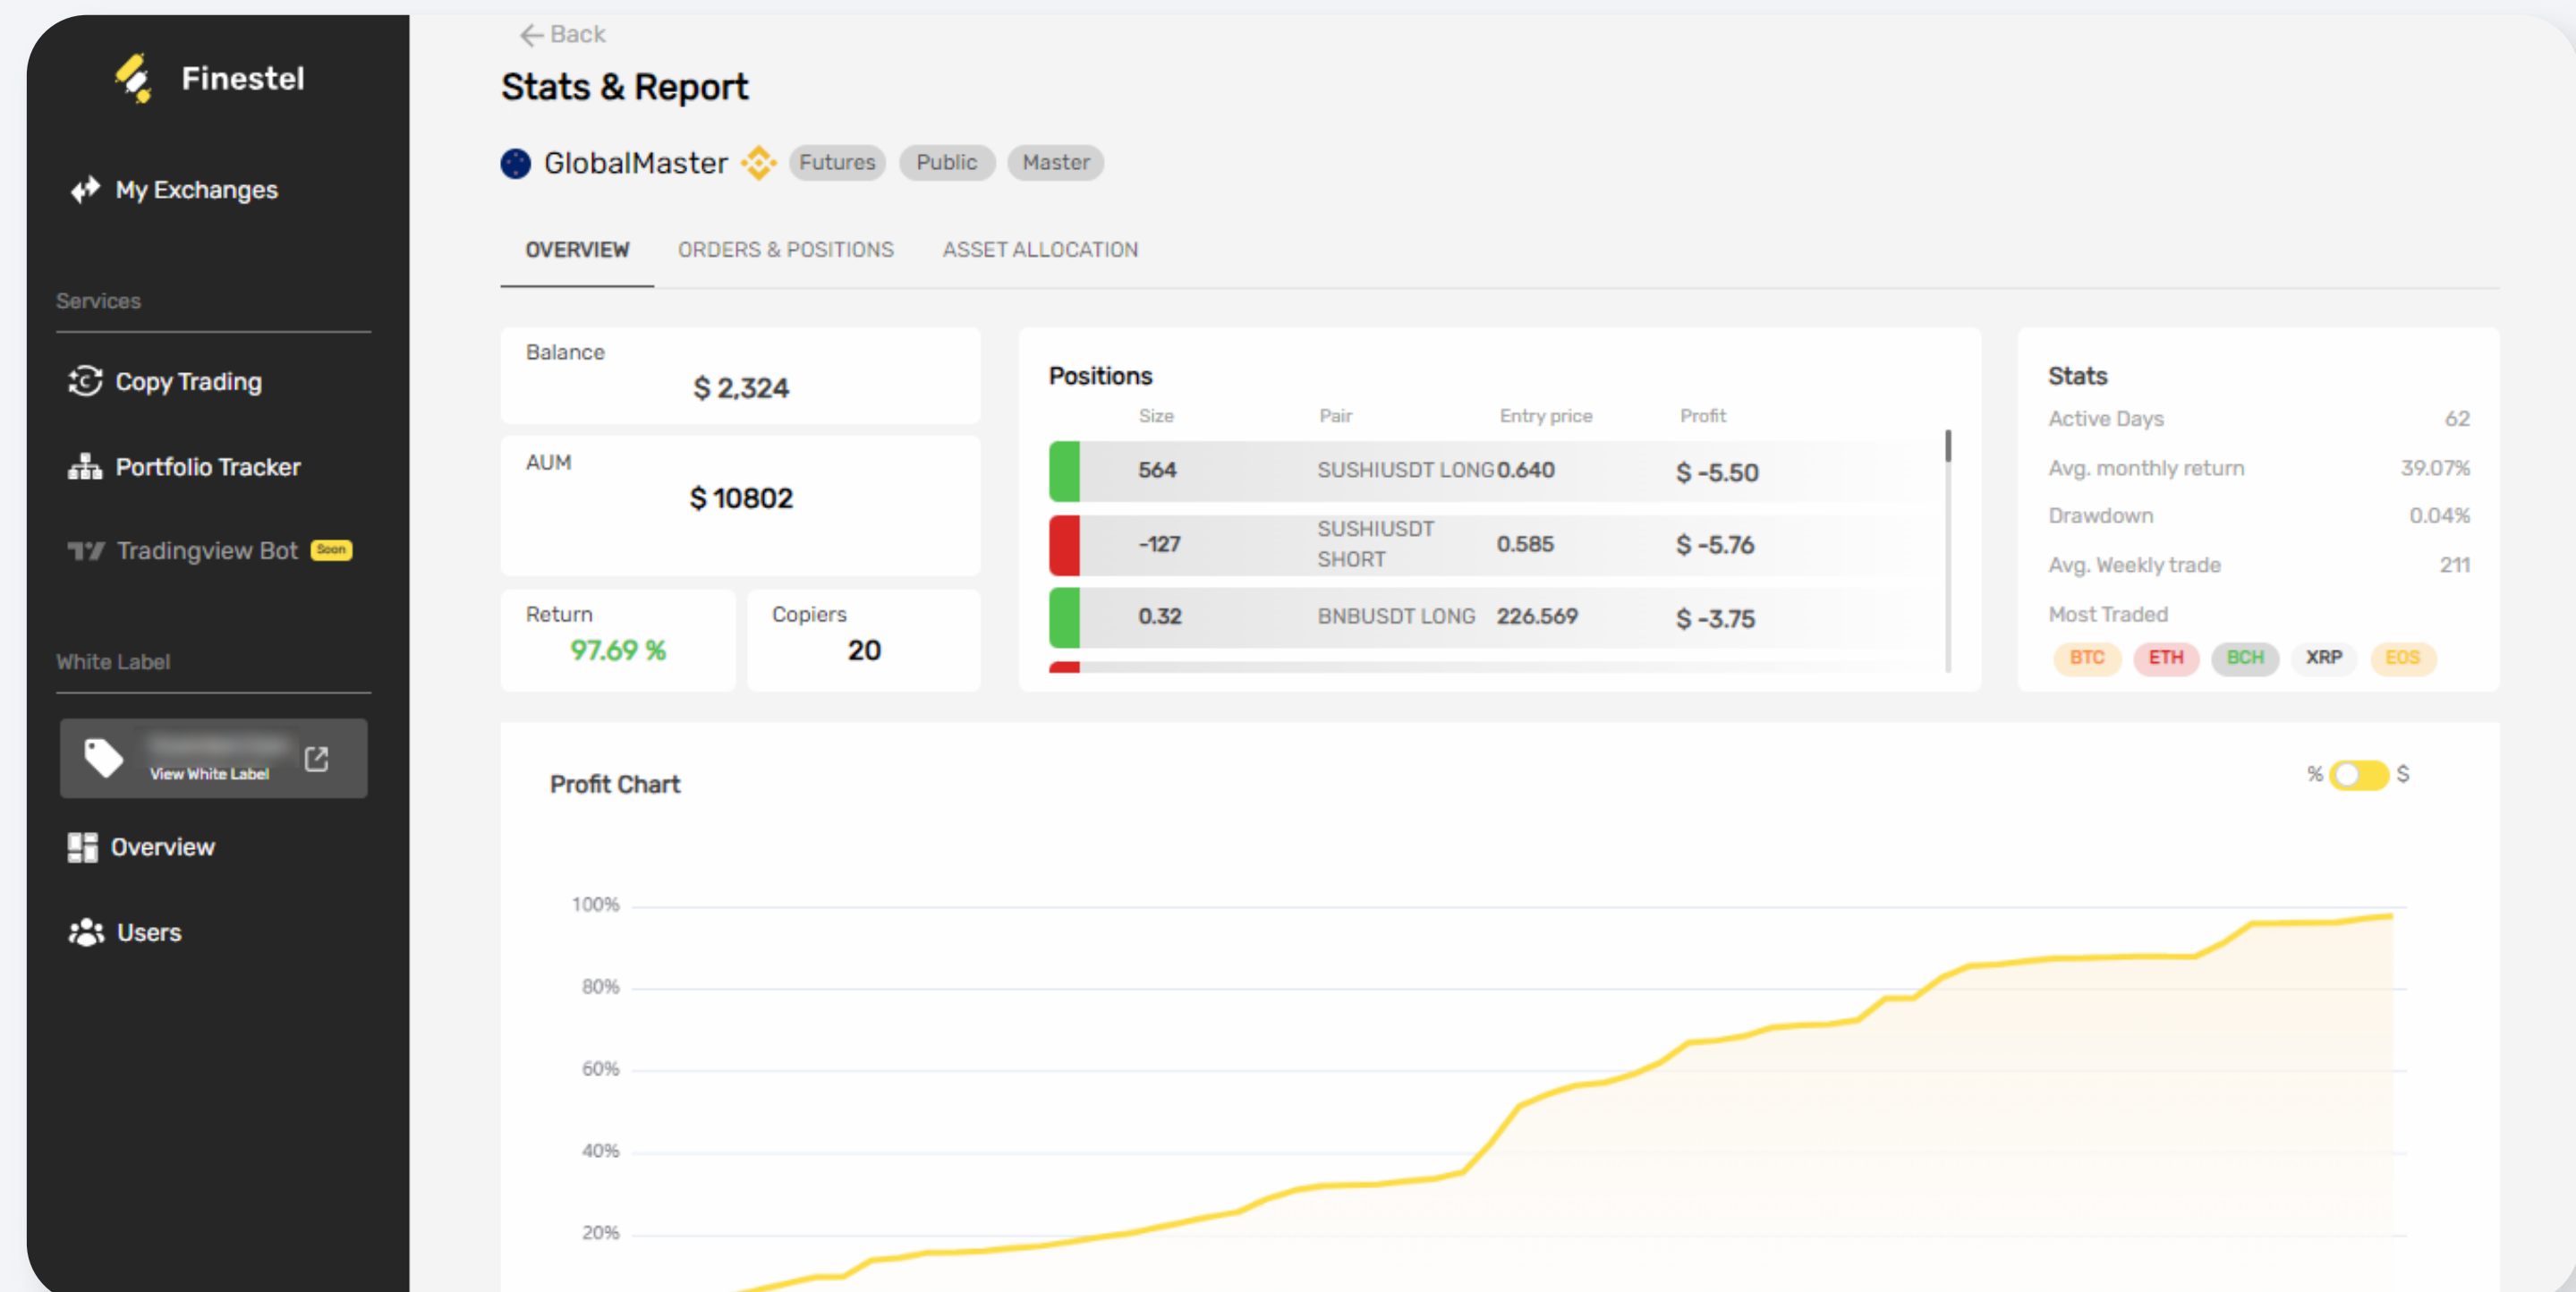 Finestel
My Exchanges
Services
Copy Trading
Portfolio Tracker
Tradingview Bot Soon
White Label
View White Label
Overview
Users
Back
Stats & Report
GlobalMaster Futures Public Master
OVERVIEW ORDERS & POSITIONS ASSET ALLOCATION
Balance
$ 2,324
AUM
$ 10802
Return
97.69 %
Copiers
20
Positions
Size Pair Entry price Profit
564 SUSHIUSDT LONG 0.640 $ -5.50
-127 SUSHIUSDT SHORT 0.585 $ -5.76
0.32 BNBUSDT LONG 226.569 $ -3.75
Stats
Active Days 62
Avg. monthly return 39.07%
Drawdown 0.04%
Avg. Weekly trade 211
Most Traded
BTC ETH BCH XRP EOS
Profit Chart
% $
100%
80%
60%
40%
20%